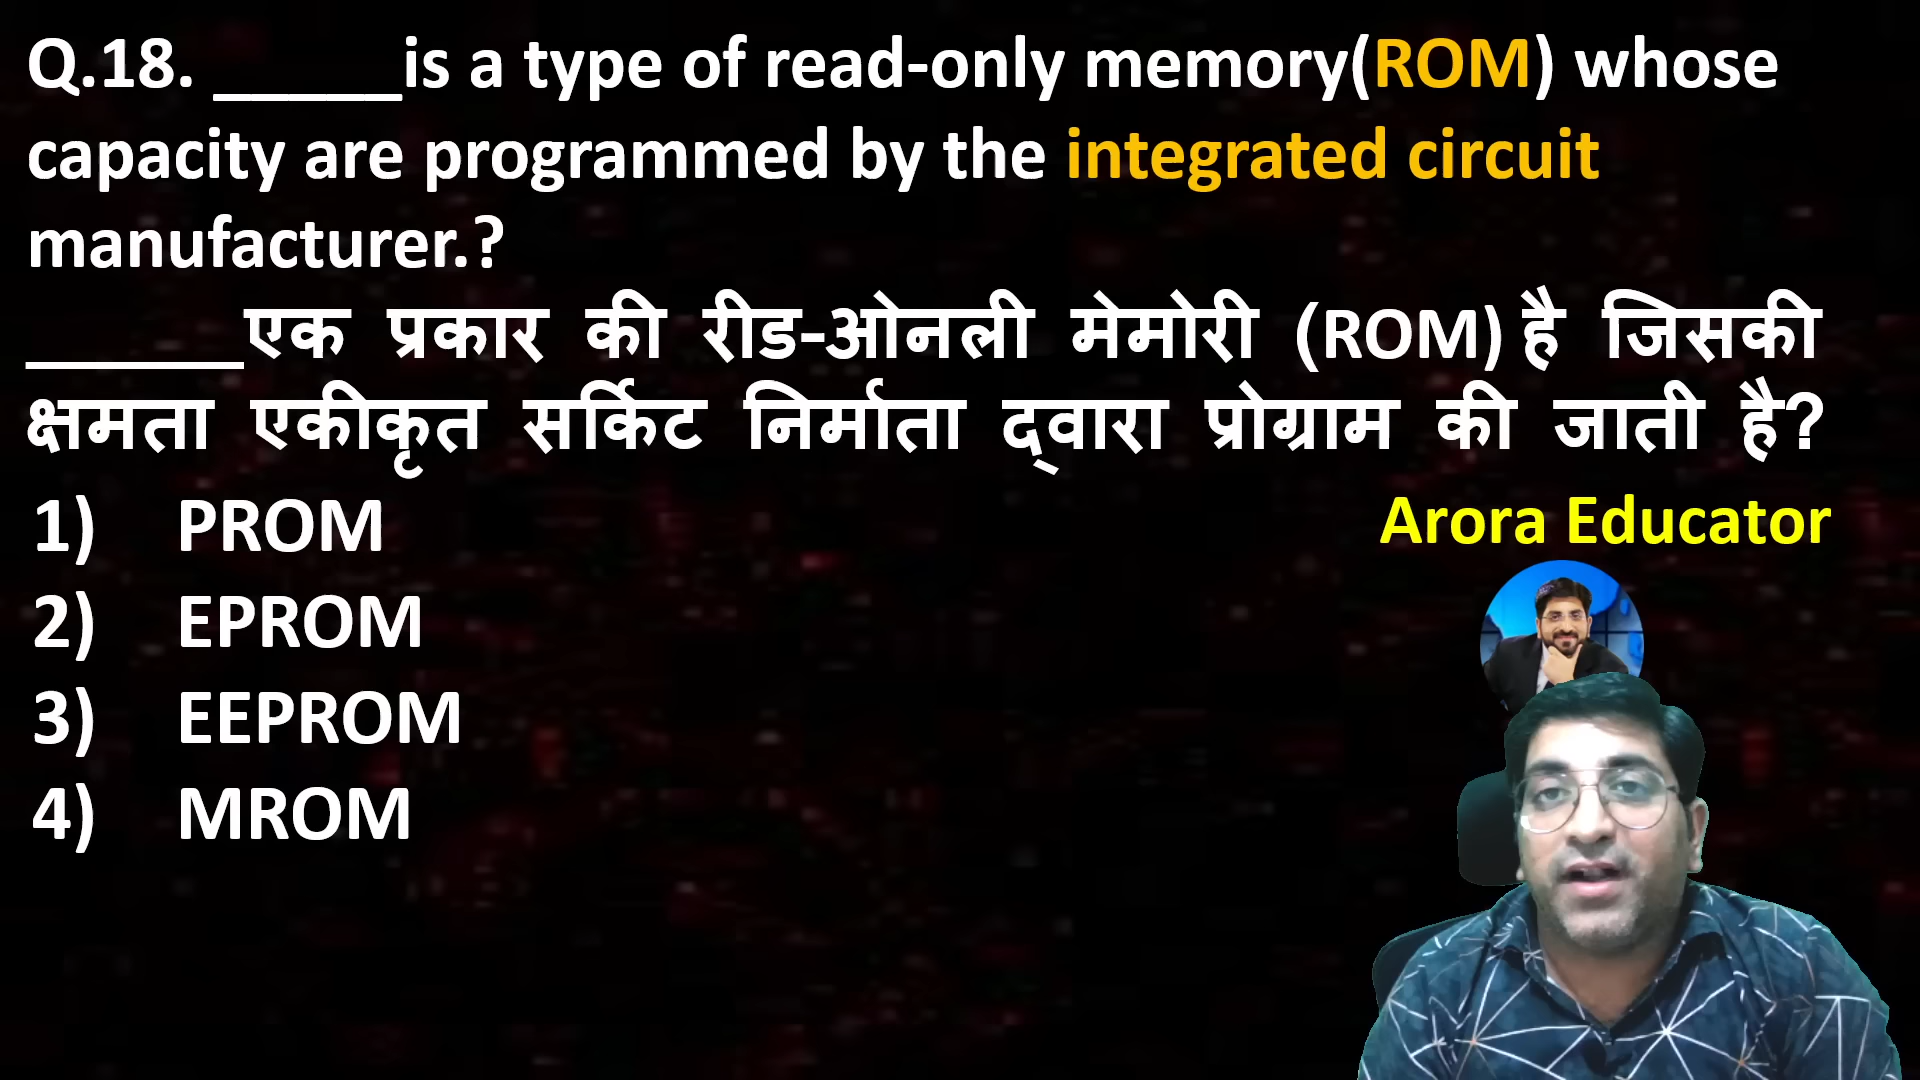 Q.18. _____is a type of read-only memory(ROM) whose
capacity are programmed by the integrated circuit
manufacturer.?
______एक प्रकार की रीड-ओनली मेमोरी (ROM) है जिसकी
क्षमता एकीकृत सर्किट निर्माता द्वारा प्रोग्राम की जाती है?
1) PROM
Arora Educator
2) EPROM
3) EEPROM
4) MROM